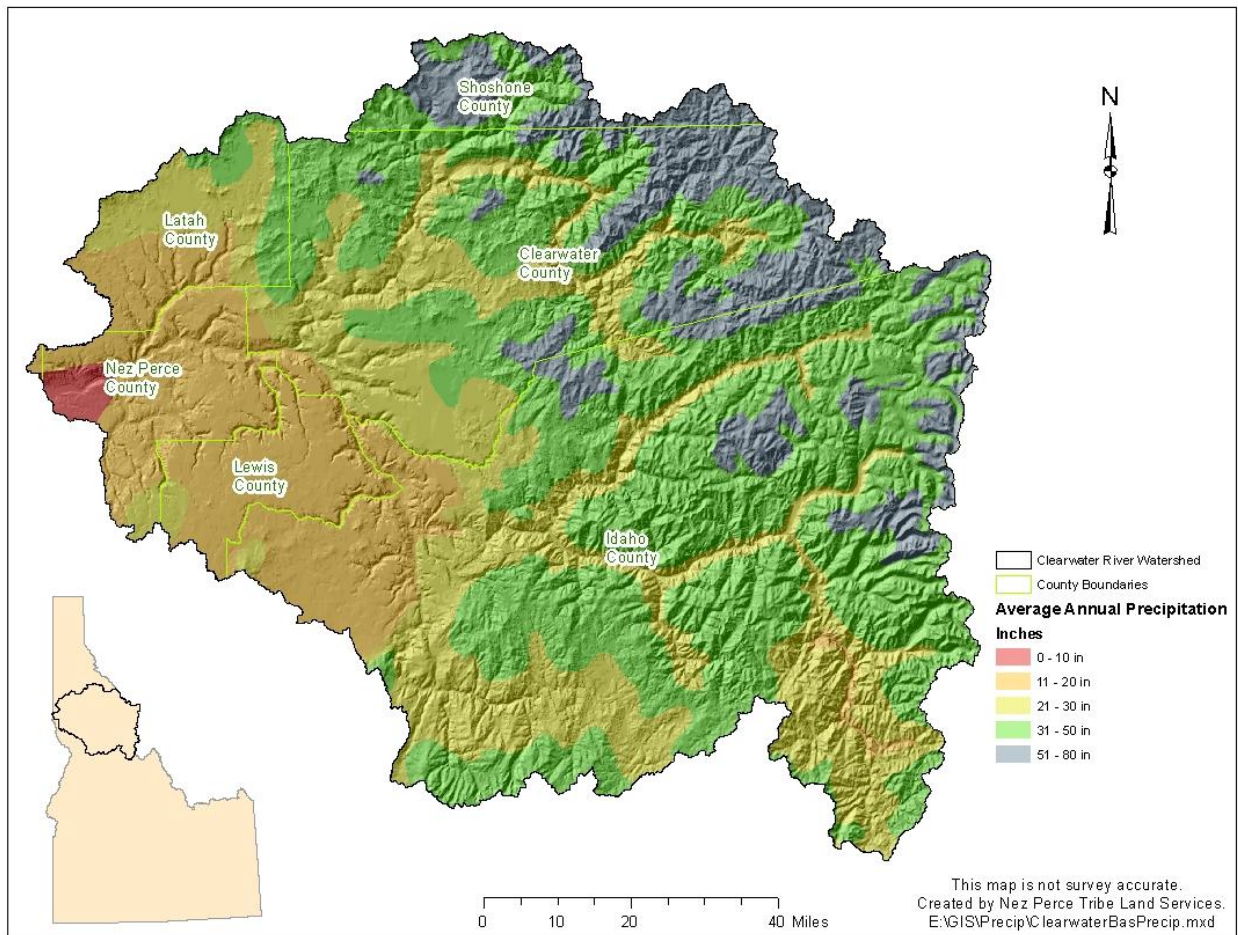 Shoshone
County
N
Latah
County
Clearwater
County
Nez Perce
County
Lewis
County
Idaho
County
Clearwater River Watershed
County Boundaries
Average Annual Precipitation
Inches
0 - 10 in
11 - 20 in
21 - 30 in
31 - 50 in
51 - 80 in
0 10 20 40 Miles
This map is not survey accurate.
Created by Nez Perce Tribe Land Services.
E:\GIS\Precip\ClearwaterBasPrecip.mxd